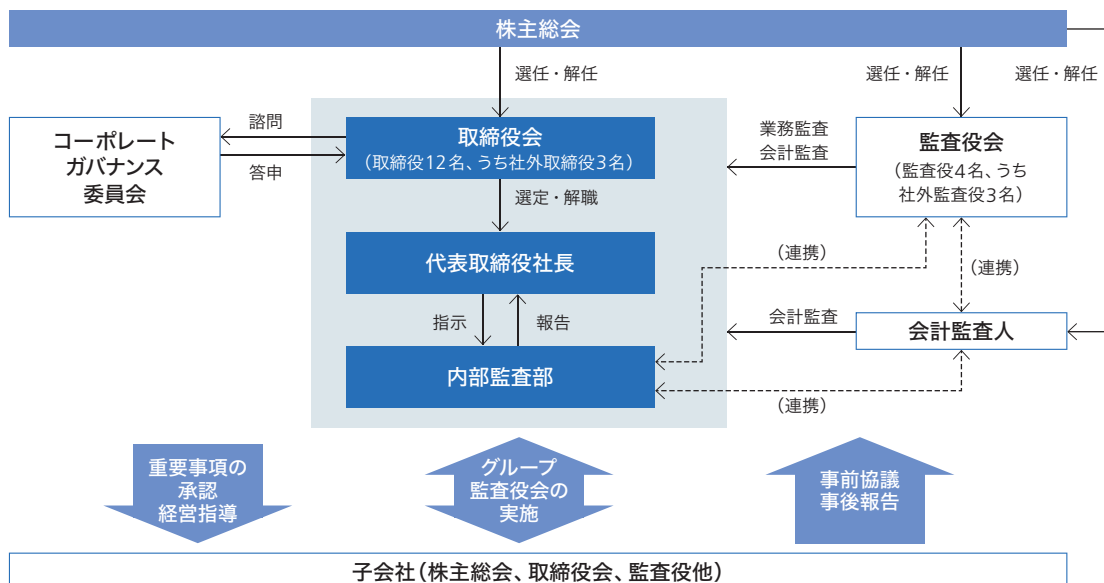 株主総会
選任・解任
選任・解任
選任・解任
コーポレート
ガバナンス
委員会
諮問
答申
取締役会
（取締役12名、うち社外取締役3名）
業務監査
会計監査
監査役会
（監査役4名、うち
社外監査役3名）
選定・解職
代表取締役社長
（連携）
（連携）
指示
報告
会計監査
会計監査人
内部監査部
（連携）
重要事項の
承認
経営指導
グループ
監査役会の
実施
事前協議
事後報告
子会社（株主総会、取締役会、監査役他）